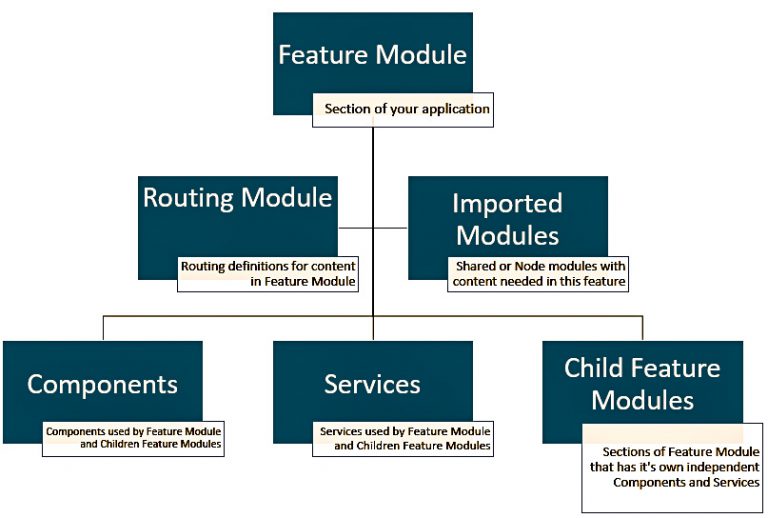 Feature Module
Section of your application
Routing Module
Routing definitions for content
in Feature Module
Imported
Modules
Shared or Node modules with
content needed in this feature
Components
Components used by Feature Module
and Children Feature Modules
Services
Services used by Feature Module
and Children Feature Modules
Child Feature
Modules
Sections of Feature Module
that has it's own independent
Components and Services